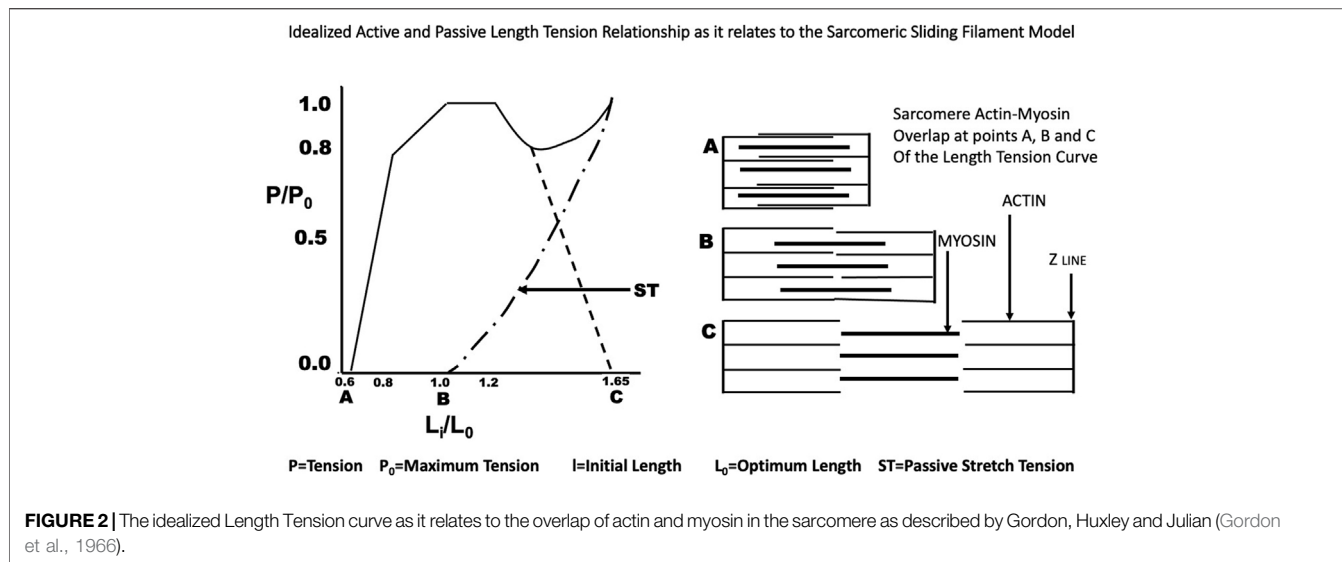 Idealized Active and Passive Length Tension Relationship as it relates to the Sarcomeric Sliding Filament Model
1.0
0.8
P/P0
0.5
0.0
ST
0.6 0.8 1.0 1.2 1.65
A B C
Li/L0
Sarcomere Actin-Myosin
Overlap at points A, B and C
Of the Length Tension Curve
A
ACTIN
B
MYOSIN
Z LINE
C
P=Tension P0=Maximum Tension l=Initial Length L0=Optimum Length ST=Passive Stretch Tension
FIGURE 2 | The idealized Length Tension curve as it relates to the overlap of actin and myosin in the sarcomere as described by Gordon, Huxley and Julian (Gordon
et al., 1966).